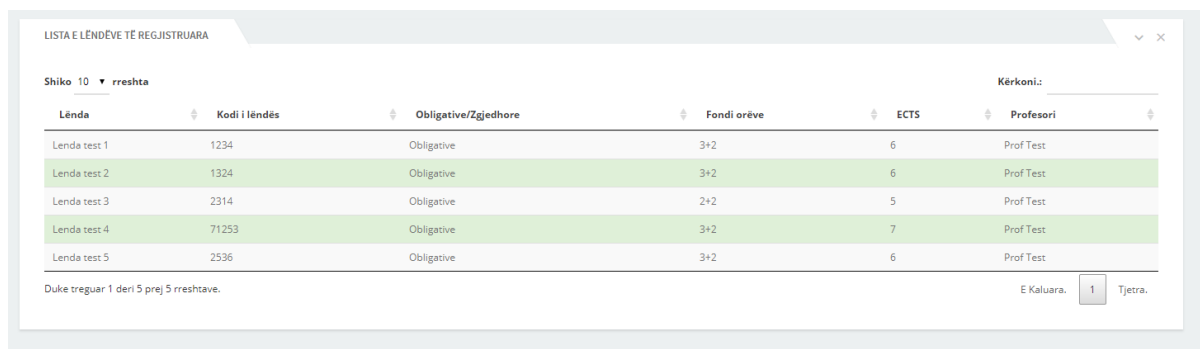 LISTA E LËNDËVE TË REGJISTRUARA
Shiko 10 rreshta Kërkoni.:
Lënda Kodi i lëndës Obligative/Zgjedhore Fondi orëve ECTS Profesori
Lenda test 1 1234 Obligative 3+2 6 Prof Test
Lenda test 2 1324 Obligative 3+2 6 Prof Test
Lenda test 3 2314 Obligative 2+2 5 Prof Test
Lenda test 4 71253 Obligative 3+2 7 Prof Test
Lenda test 5 2536 Obligative 3+2 6 Prof Test
Duke treguar 1 deri 5 prej 5 rreshtave. E Kaluara. 1 Tjetra.